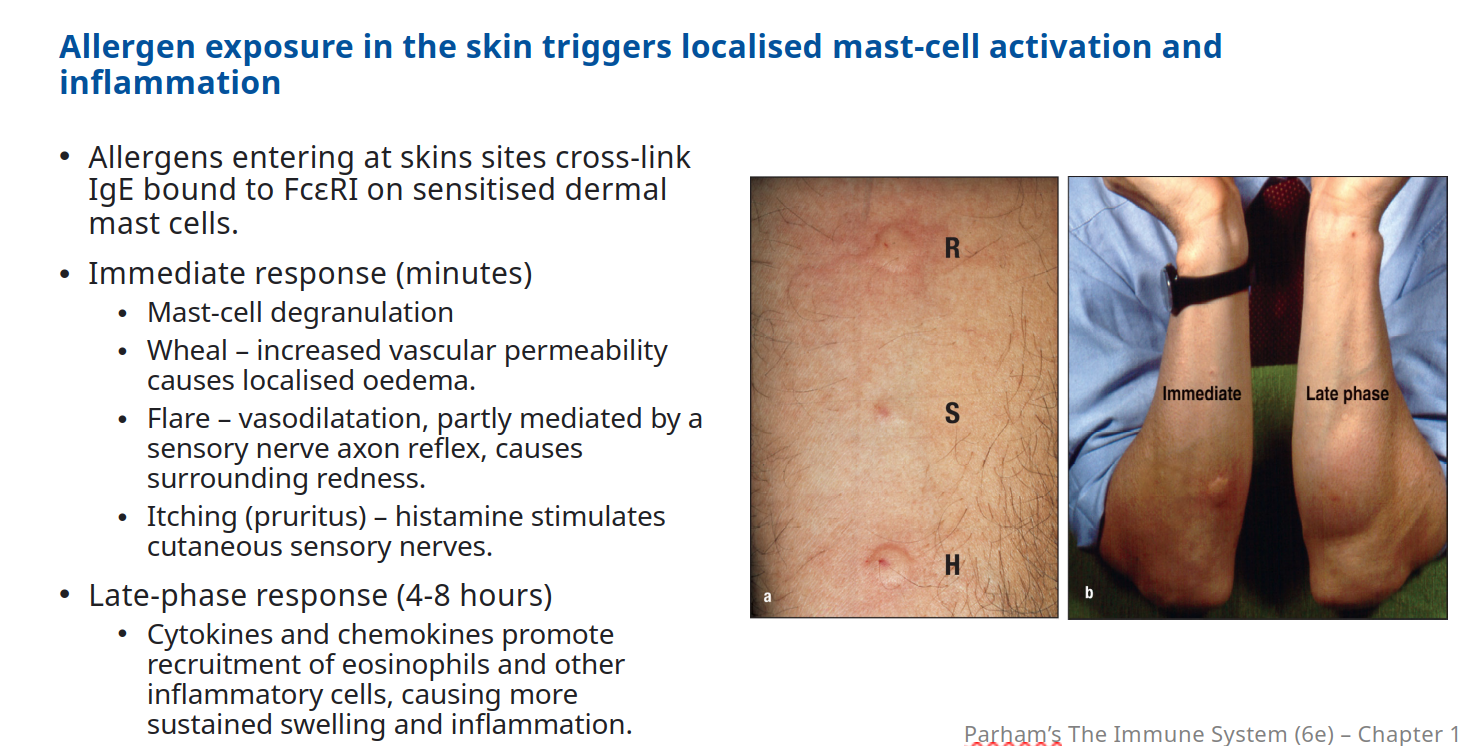 Allergen exposure in the skin triggers localised mast-cell activation and
inflammation
• Allergens entering at skins sites cross-link
IgE bound to FcεRI on sensitised dermal
mast cells.
• Immediate response (minutes)
• Mast-cell degranulation
• Wheal – increased vascular permeability
causes localised oedema.
• Flare – vasodilatation, partly mediated by a
sensory nerve axon reflex, causes
surrounding redness.
• Itching (pruritus) – histamine stimulates
cutaneous sensory nerves.
• Late-phase response (4-8 hours)
• Cytokines and chemokines promote
recruitment of eosinophils and other
inflammatory cells, causing more
sustained swelling and inflammation.
R
S
H
a
Immediate
Late phase
b
Parham's The Immune System (6e) – Chapter 1